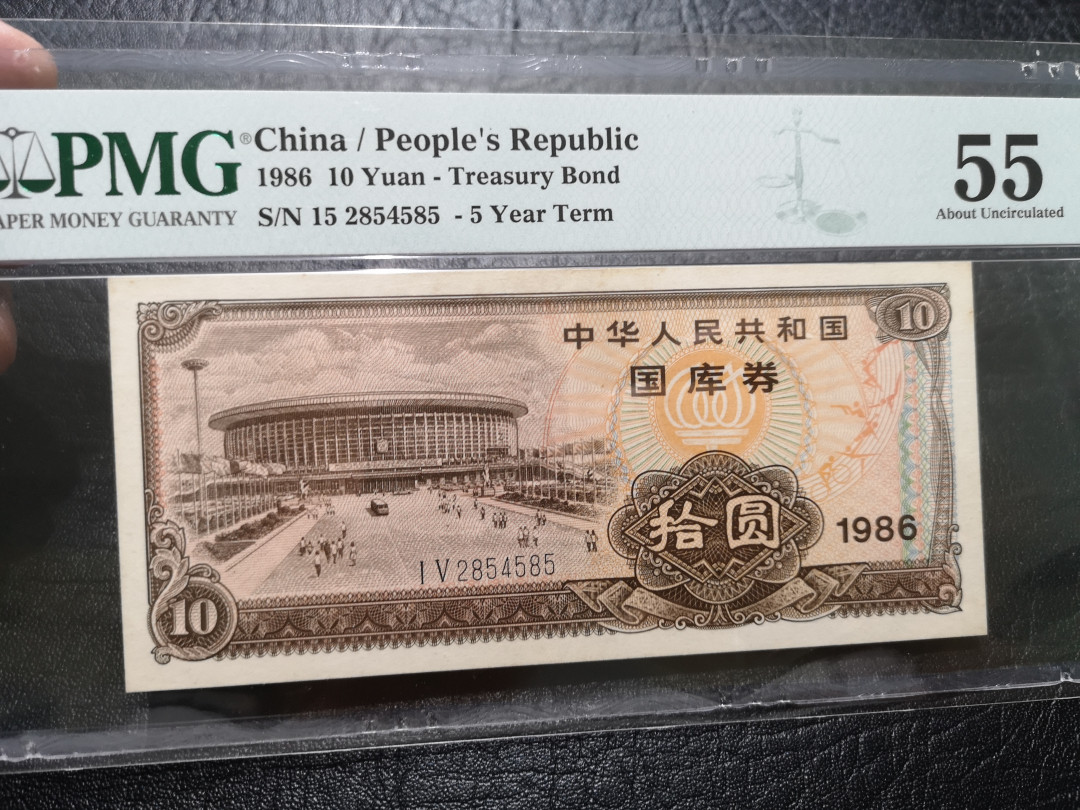 PMG®
PAPER MONEY GUARANTY
China / People's Republic
1986 10 Yuan - Treasury Bond
S/N 15 2854585 - 5 Year Term
55
About Uncirculated
10
中华人民共和国
国库券
拾圆
1986
IV2854585
10